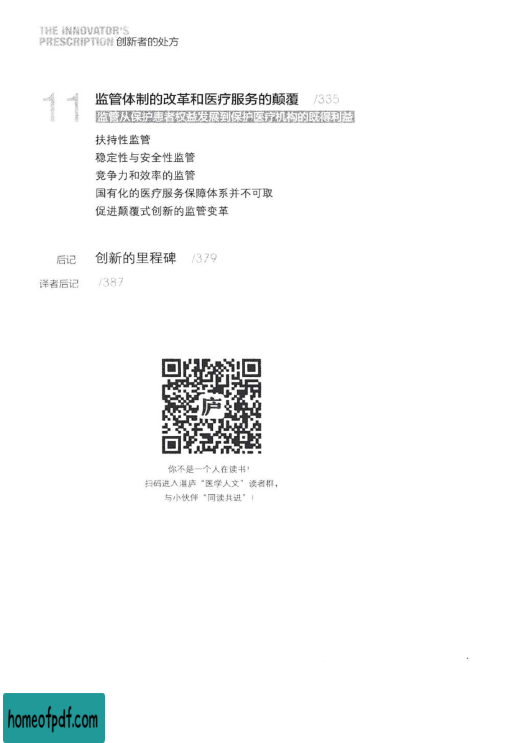 THE INNOVATOR'S
PRESCRIPTION 创新者的处方
11 监管体制的改革和医疗服务的颠覆 /335
监管从保护患者权益发展到保护医疗机构的既得利益
扶持性监管
稳定性与安全性监管
竞争力和效率的监管
国有化的医疗服务保障体系并不可取
促进颠覆式创新的监管变革
后记 创新的里程碑 /379
译者后记 /387
庐
你不是一个人在读书!
扫码进入湛庐“医学人文”读者群,
与小伙伴“同读共进”!
homeofpdf.com